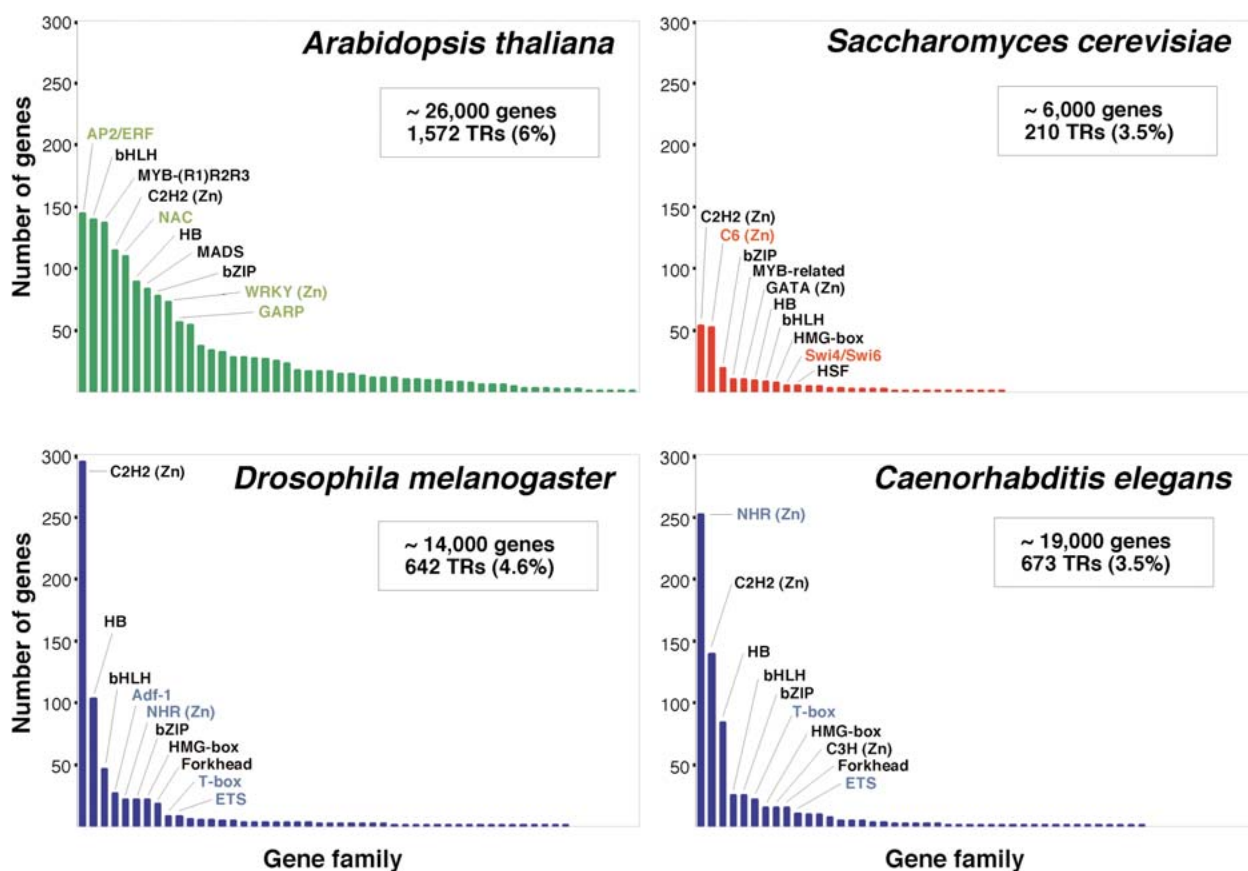 Arabidopsis thaliana
~ 26,000 genes
1,572 TRs (6%)
Number of genes
300
250
200
150
100
50
AP2/ERF
bHLH
MYB-(R1)R2R3
C2H2 (Zn)
NAC
HB
MADS
bZIP
WRKY (Zn)
GARP
Saccharomyces cerevisiae
~ 6,000 genes
210 TRs (3.5%)
300
250
200
150
100
50
C2H2 (Zn)
C6 (Zn)
bZIP
MYB-related
GATA (Zn)
HB
bHLH
HMG-box
Swi4/Swi6
HSF
Drosophila melanogaster
~ 14,000 genes
642 TRs (4.6%)
Number of genes
300
250
200
150
100
50
C2H2 (Zn)
HB
bHLH
Adf-1
NHR (Zn)
bZIP
HMG-box
Forkhead
T-box
ETS
Gene family
Caenorhabditis elegans
~ 19,000 genes
673 TRs (3.5%)
300
250
200
150
100
50
NHR (Zn)
C2H2 (Zn)
HB
bHLH
bZIP
T-box
HMG-box
C3H (Zn)
Forkhead
ETS
Gene family